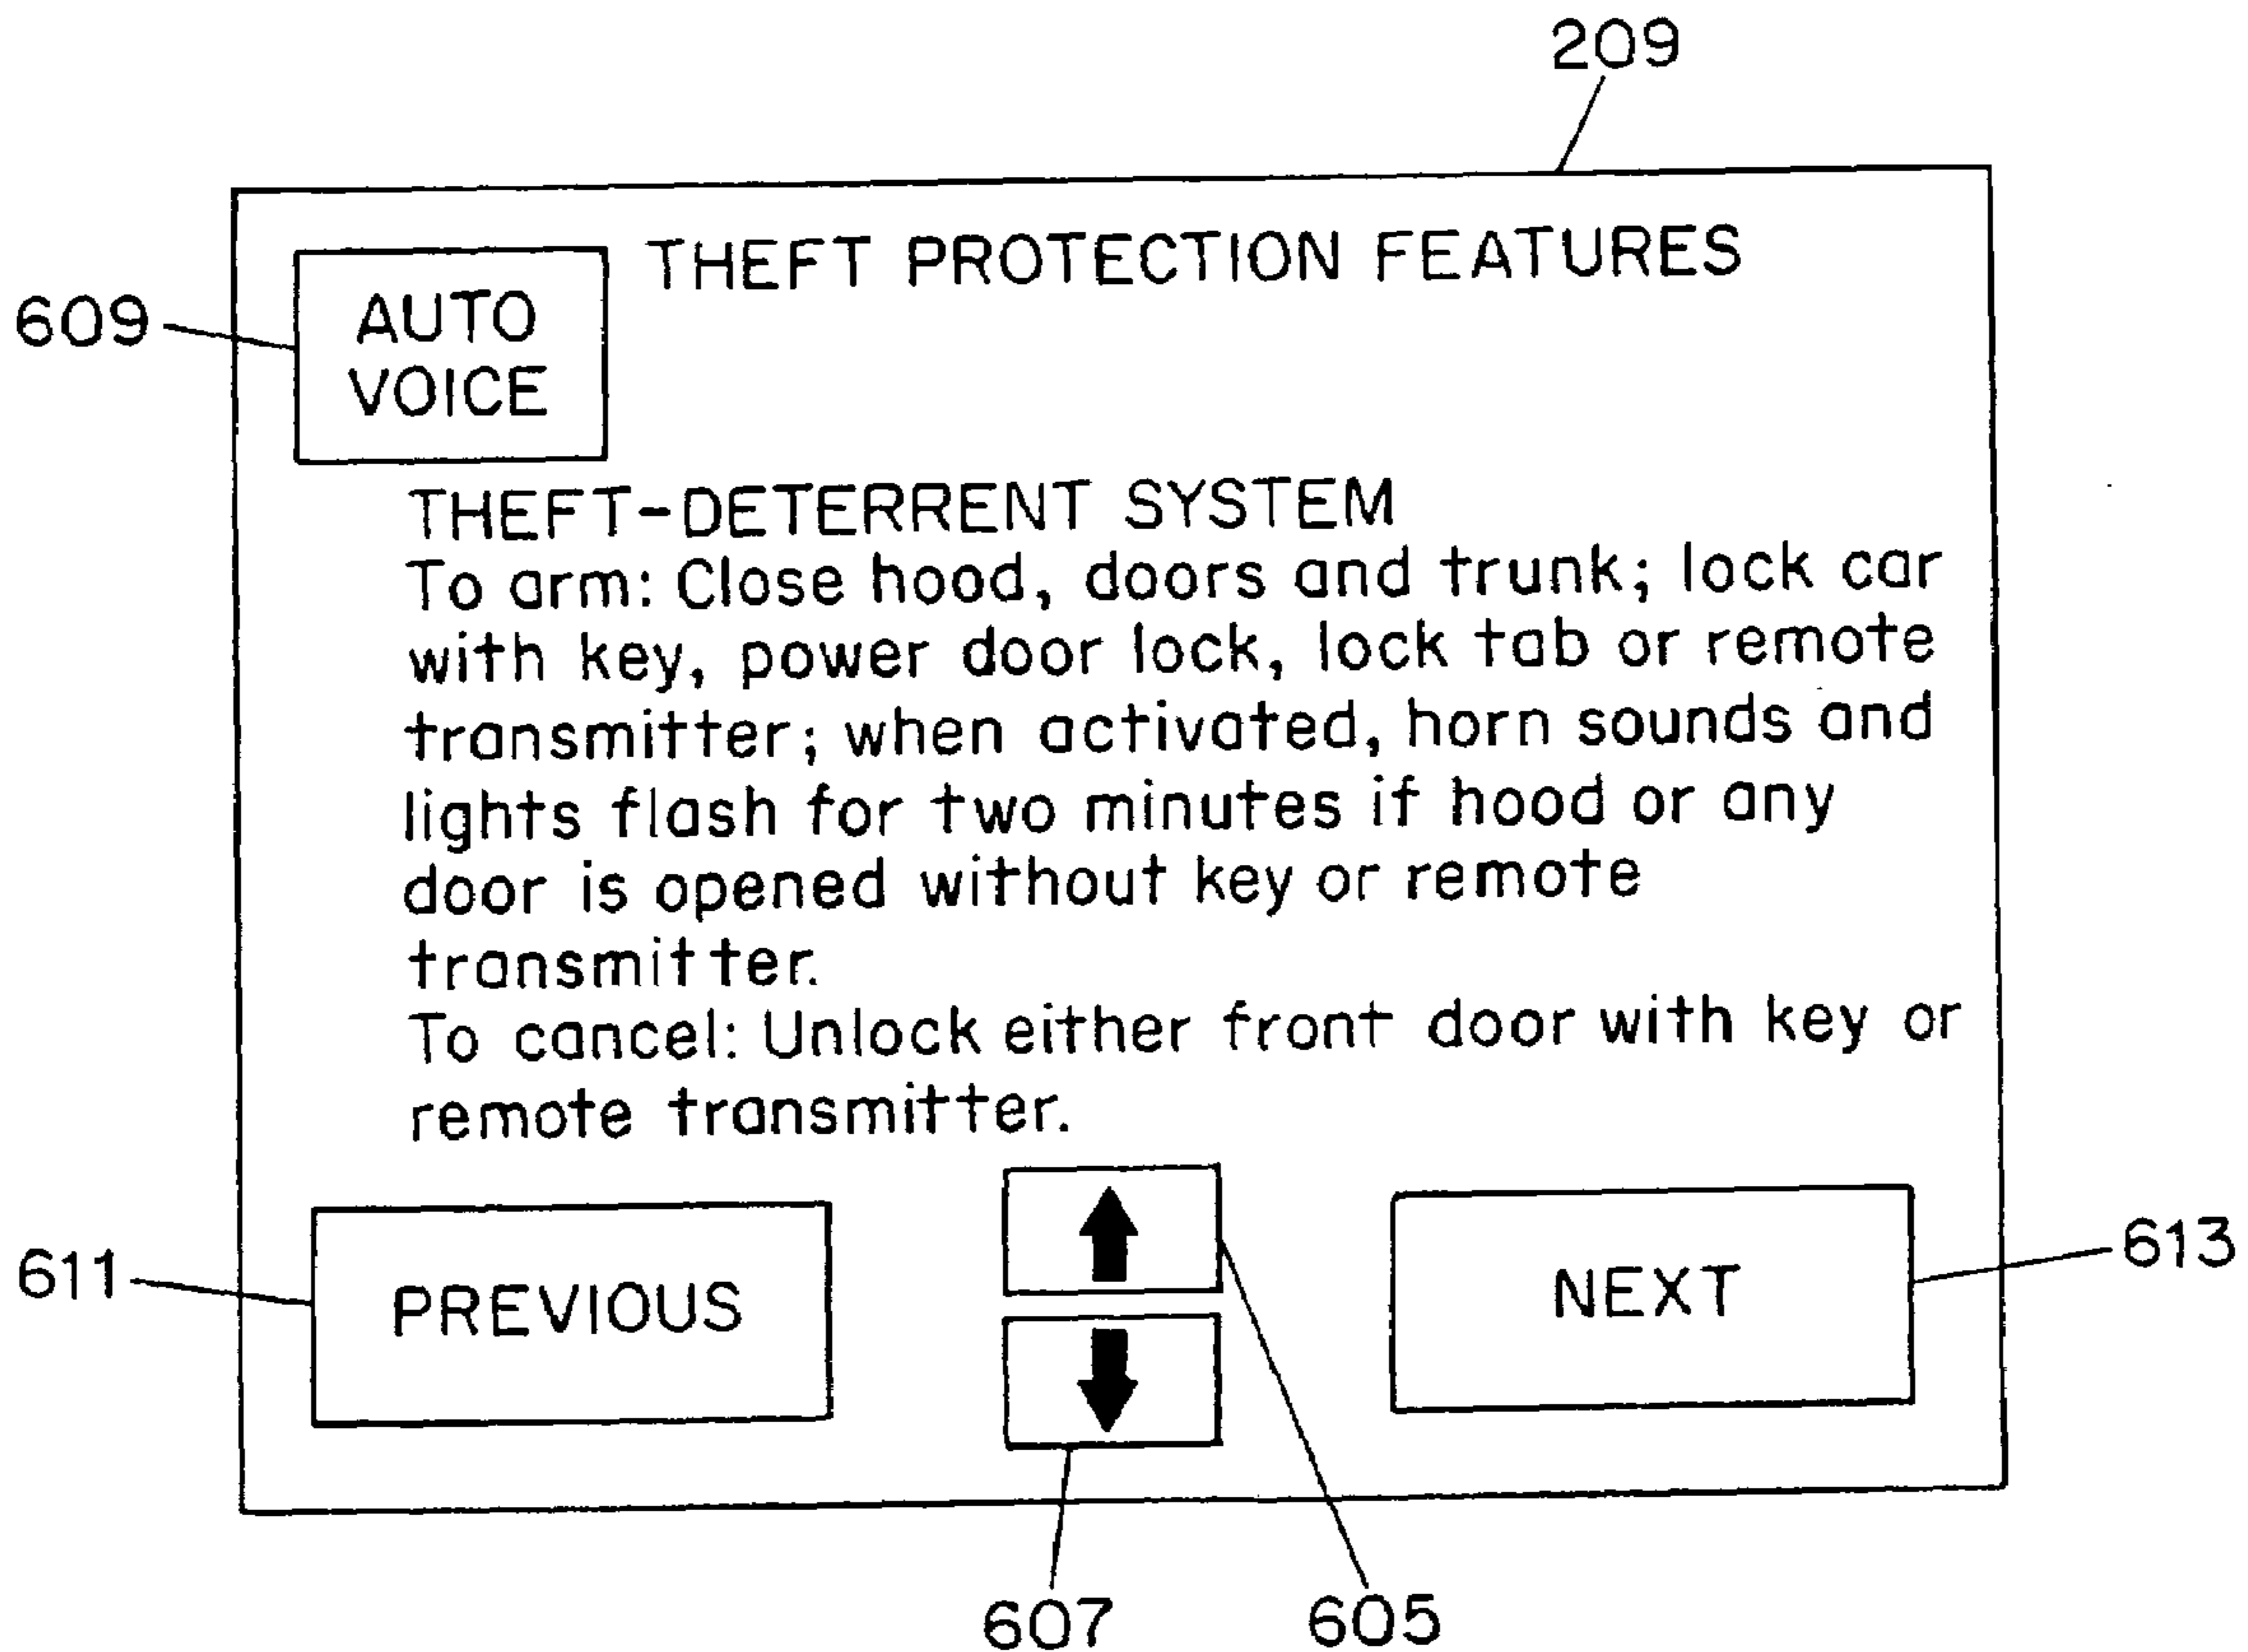 209
THEFT PROTECTION FEATURES
609
AUTO
VOICE
THEFT-DETERRENT SYSTEM
To arm: Close hood, doors and trunk; lock car
with key, power door lock, lock tab or remote
transmitter; when activated, horn sounds and
lights flash for two minutes if hood or any
door is opened without key or remote
transmitter.
To cancel: Unlock either front door with key or
remote transmitter.
611
PREVIOUS
NEXT
613
607
605